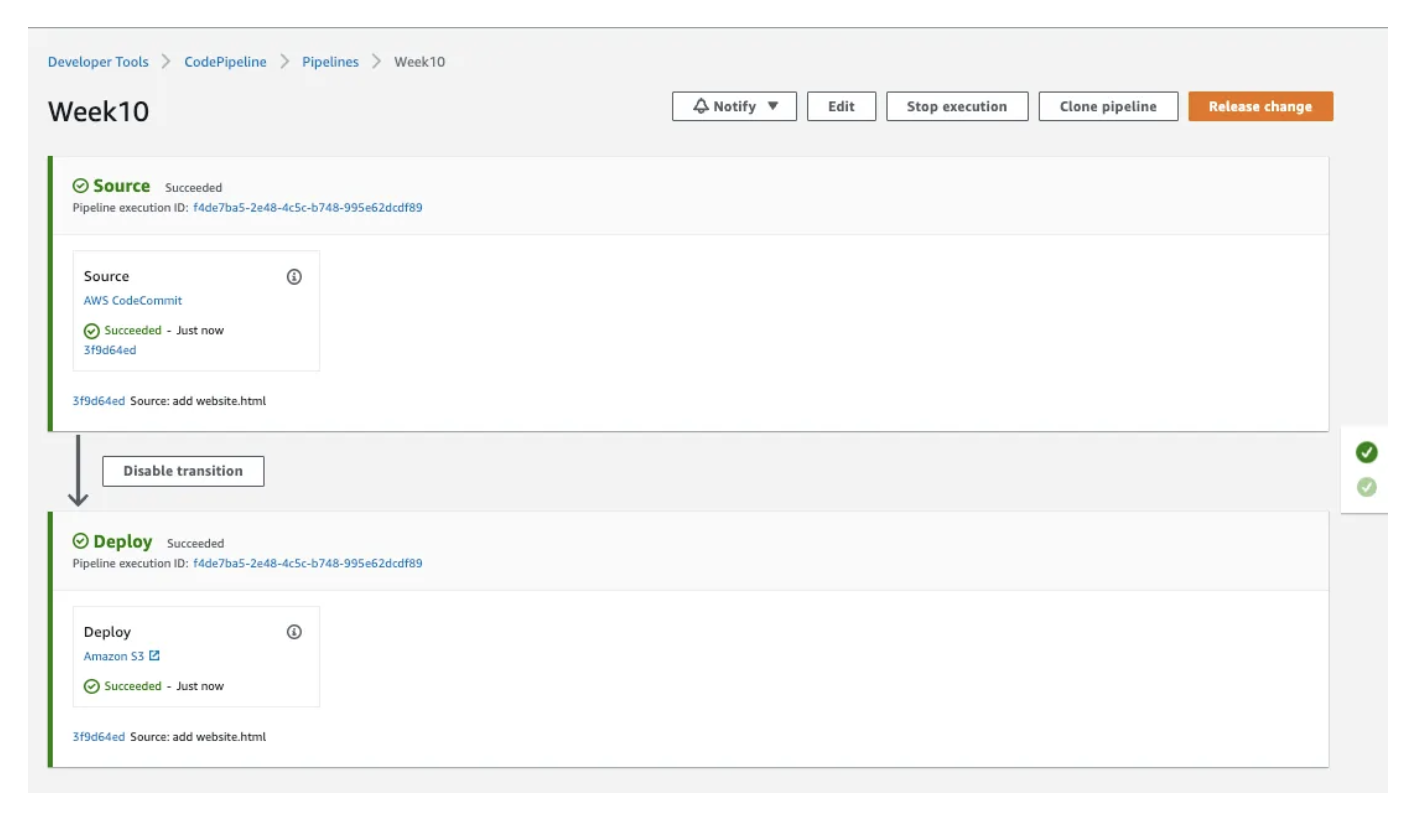 Developer Tools > CodePipeline > Pipelines > Week10
Week10
Notify ▼ Edit Stop execution Clone pipeline Release change
Source Succeeded
Pipeline execution ID: f4de7ba5-2e48-4c5c-b748-995e62dcdf89
Source
AWS CodeCommit
Succeeded - Just now
3f9d64ed
3f9d64ed Source: add website.html
Disable transition
Deploy Succeeded
Pipeline execution ID: f4de7ba5-2e48-4c5c-b748-995e62dcdf89
Deploy
Amazon S3
Succeeded - Just now
3f9d64ed Source: add website.html